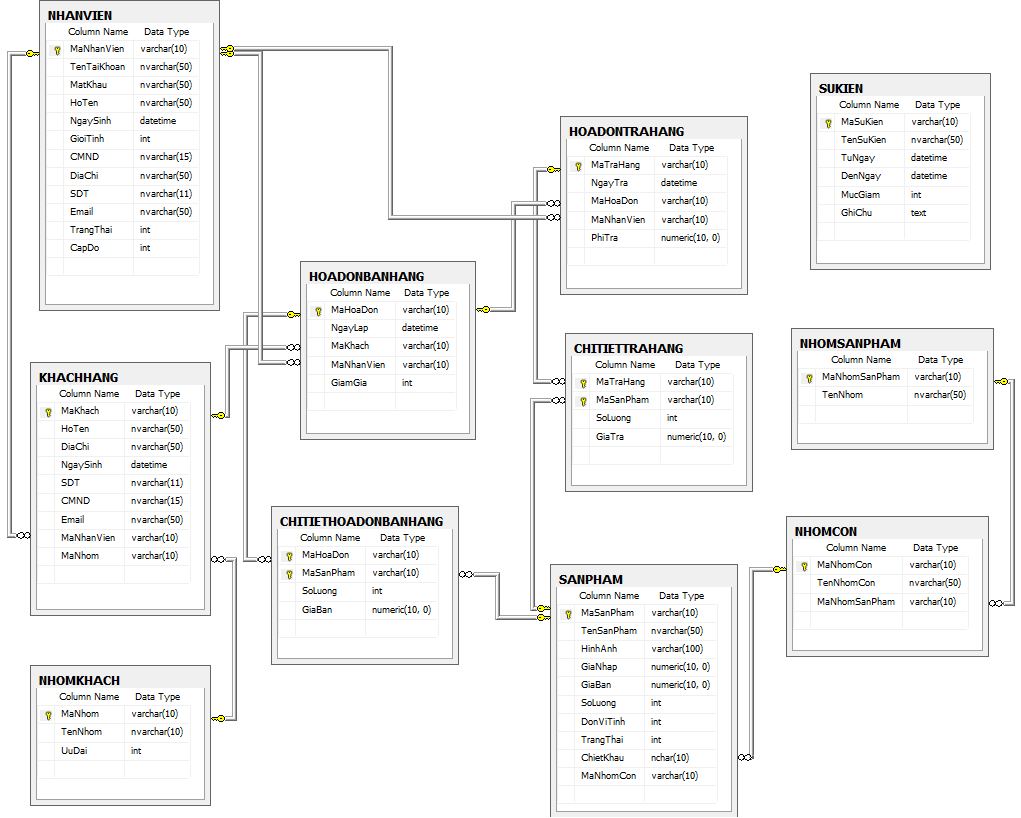 NHANVIEN
Column Name Data Type
MaNhanVien varchar(10)
TenTaiKhoan nvarchar(50)
MatKhau nvarchar(50)
HoTen nvarchar(50)
NgaySinh datetime
GioiTinh int
CMND nvarchar(15)
DiaChi nvarchar(50)
SDT nvarchar(11)
Email nvarchar(50)
TrangThai int
CapDo int
KHACHHANG
Column Name Data Type
MaKhach varchar(10)
HoTen nvarchar(50)
DiaChi nvarchar(50)
NgaySinh datetime
SDT nvarchar(11)
CMND nvarchar(15)
Email nvarchar(50)
MaNhanVien varchar(10)
MaNhom varchar(10)
NHOMKHACH
Column Name Data Type
MaNhom varchar(10)
TenNhom nvarchar(10)
UuDai int
HOADONBANHANG
Column Name Data Type
MaHoaDon varchar(10)
NgayLap datetime
MaKhach varchar(10)
MaNhanVien varchar(10)
GiamGia int
CHITIETHOADONBANHANG
Column Name Data Type
MaHoaDon varchar(10)
MaSanPham varchar(10)
SoLuong int
GiaBan numeric(10, 0)
HOADONTRAHANG
Column Name Data Type
MaTraHang varchar(10)
NgayTra datetime
MaHoaDon varchar(10)
MaNhanVien varchar(10)
PhiTra numeric(10, 0)
CHITIETTRAHANG
Column Name Data Type
MaTraHang varchar(10)
MaSanPham varchar(10)
SoLuong int
GiaTra numeric(10, 0)
SANPHAM
Column Name Data Type
MaSanPham varchar(10)
TenSanPham nvarchar(50)
HinhAnh varchar(100)
GiaNhap numeric(10, 0)
GiaBan numeric(10, 0)
SoLuong int
DonViTinh int
TrangThai int
ChietKhau nchar(10)
MaNhomCon varchar(10)
SUKIEN
Column Name Data Type
MaSuKien varchar(10)
TenSuKien nvarchar(50)
TuNgay datetime
DenNgay datetime
MucGiam int
GhiChu text
NHOMSANPHAM
Column Name Data Type
MaNhomSanPham varchar(10)
TenNhom nvarchar(50)
NHOMCON
Column Name Data Type
MaNhomCon varchar(10)
TenNhomCon nvarchar(50)
MaNhomSanPham varchar(10)